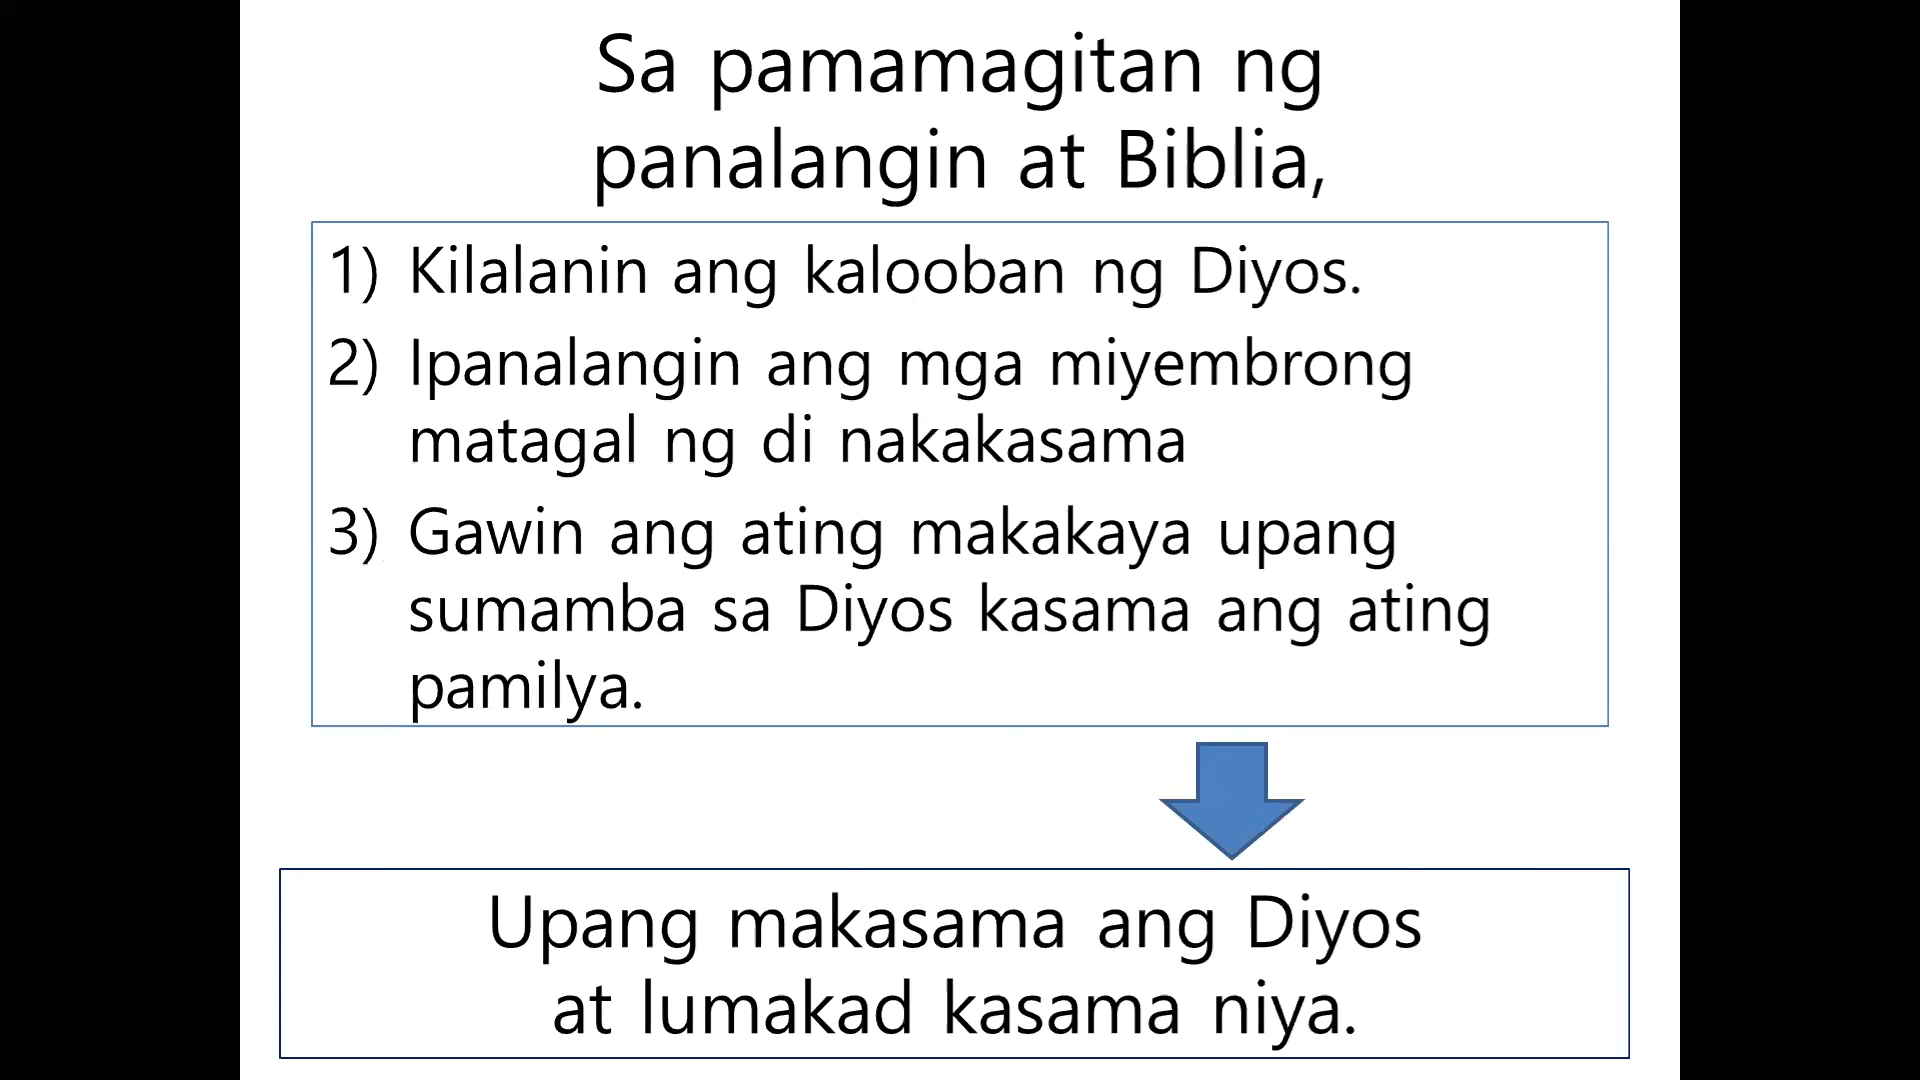 Sa pamamagitan ng
panalangin at Biblia,
1) Kilalanin ang kalooban ng Diyos.
2) Ipanalangin ang mga miyembrong
matagal ng di nakakasama
3) Gawin ang ating makakaya upang
sumamba sa Diyos kasama ang ating
pamilya.
Upang makasama ang Diyos
at lumakad kasama niya.